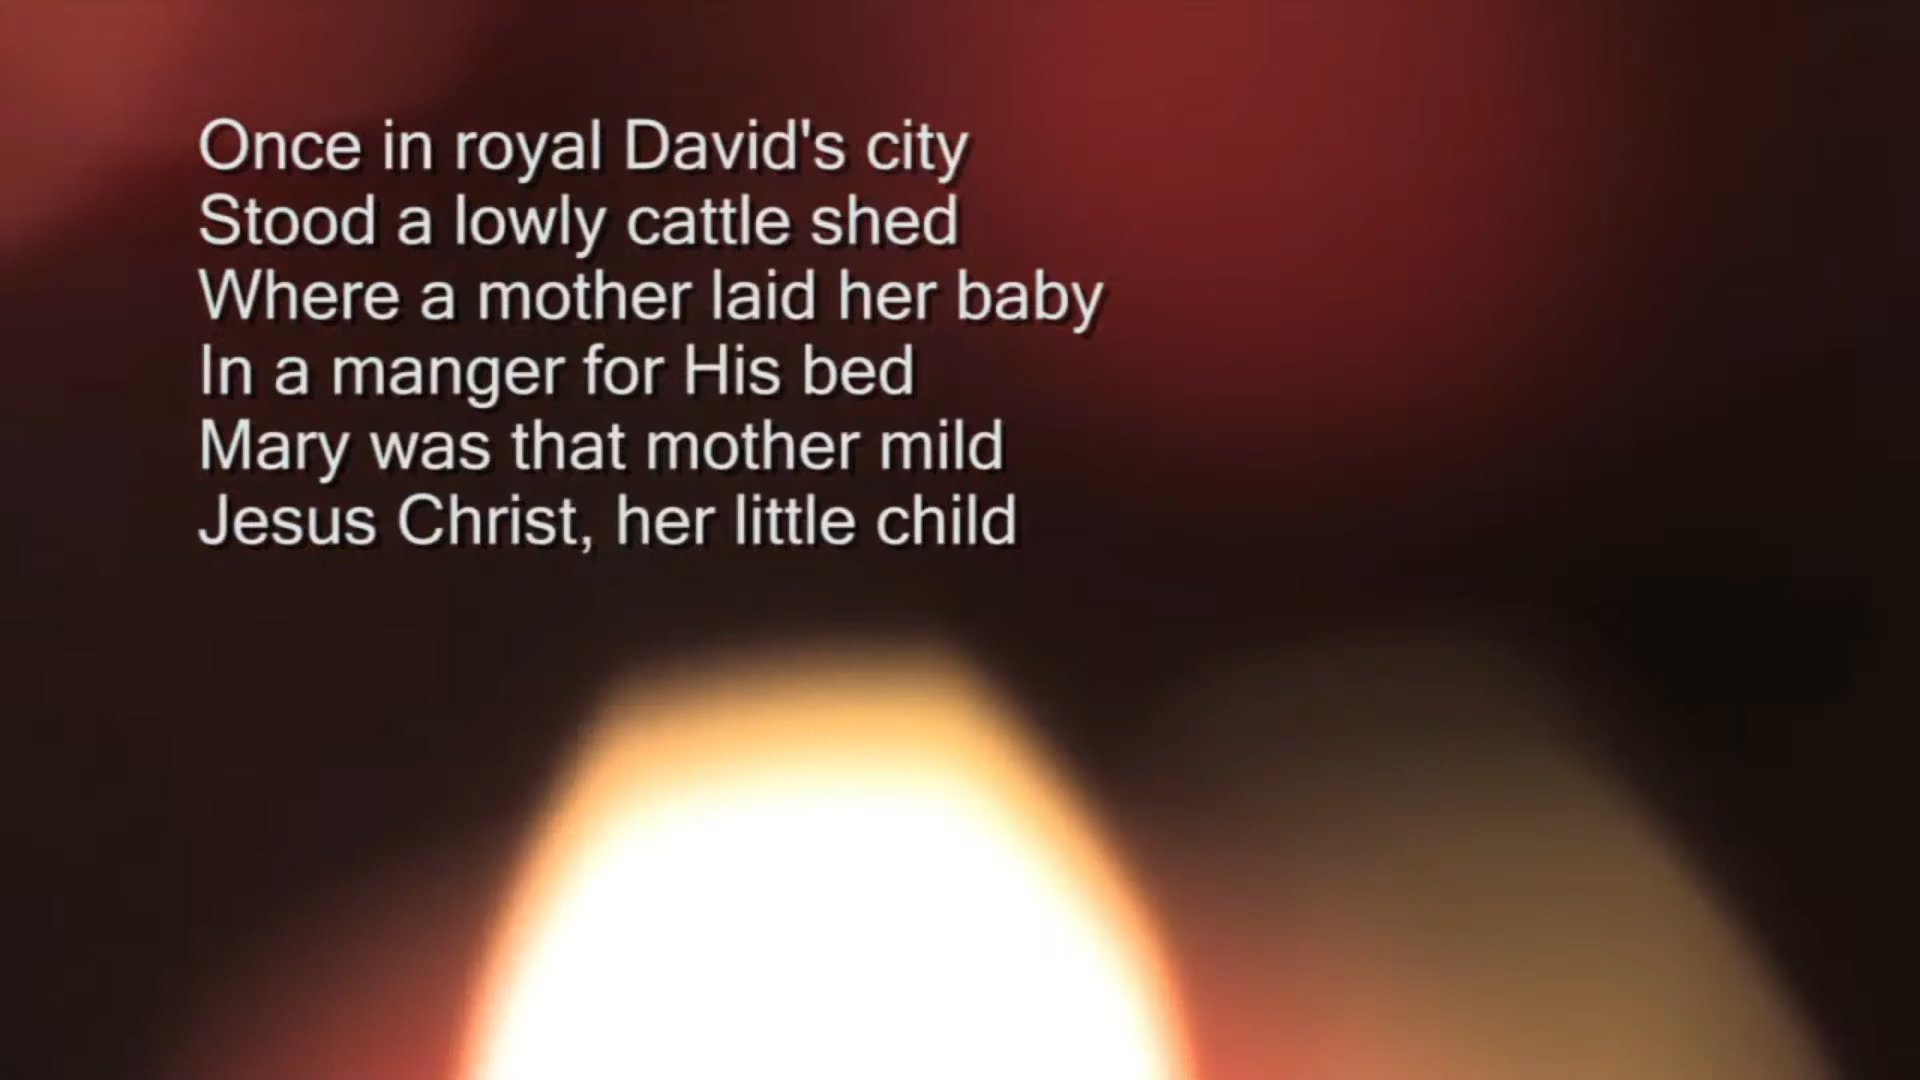 Once in royal David's city
Stood a lowly cattle shed
Where a mother laid her baby
In a manger for His bed
Mary was that mother mild
Jesus Christ, her little child